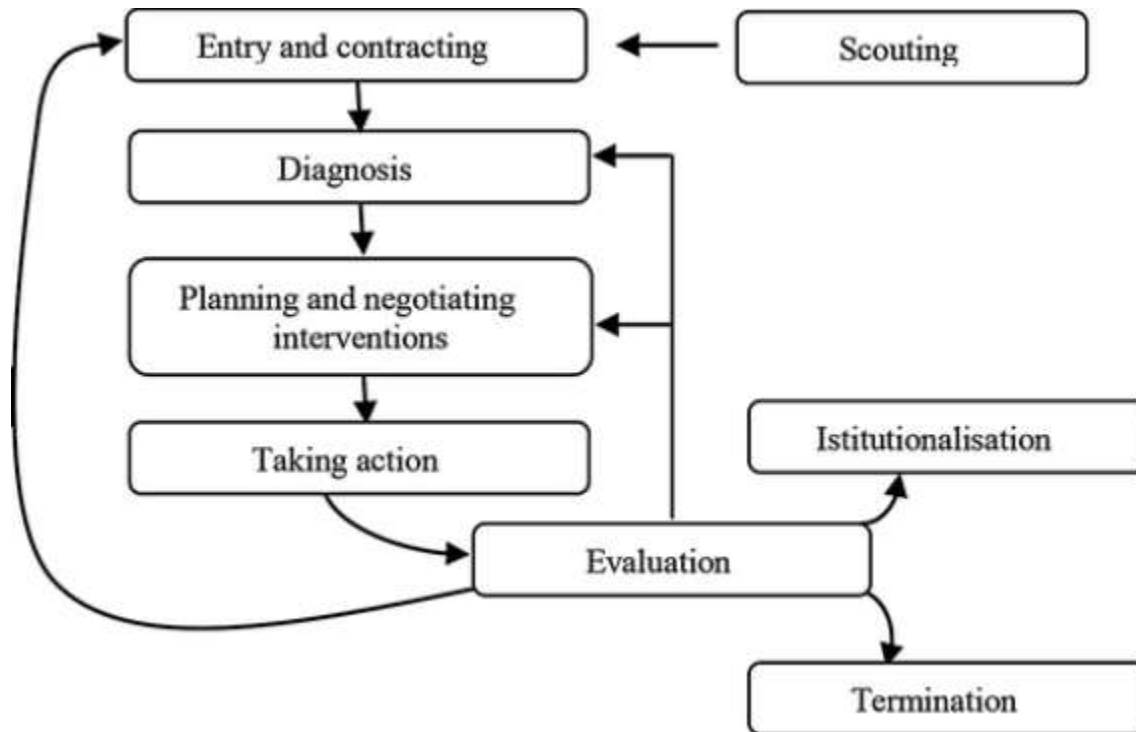 Entry and contracting
Scouting
Diagnosis
Planning and negotiating
interventions
Taking action
Istitutionalisation
Evaluation
Termination